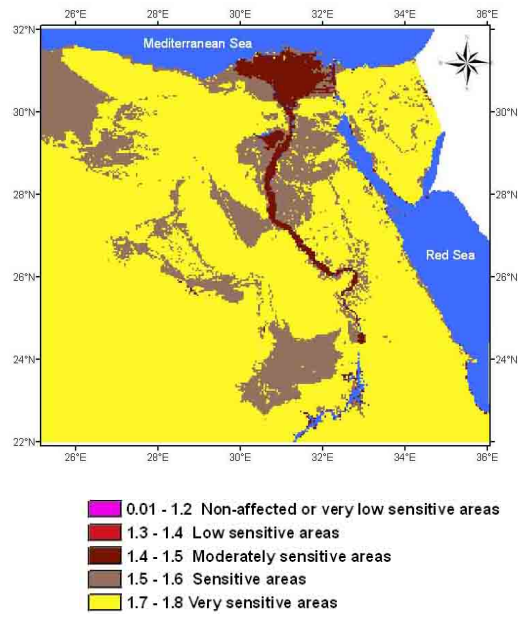 26°E 28°E 30°E 32°E 34°E 36°E
32°N 32°N
Mediterranean Sea
N
30°N 30°N
28°N 28°N
Red Sea
26°N 26°N
24°N 24°N
22°N 22°N
26°E 28°E 30°E 32°E 34°E 36°E
0.01 - 1.2 Non-affected or very low sensitive areas
1.3 - 1.4 Low sensitive areas
1.4 - 1.5 Moderately sensitive areas
1.5 - 1.6 Sensitive areas
1.7 - 1.8 Very sensitive areas